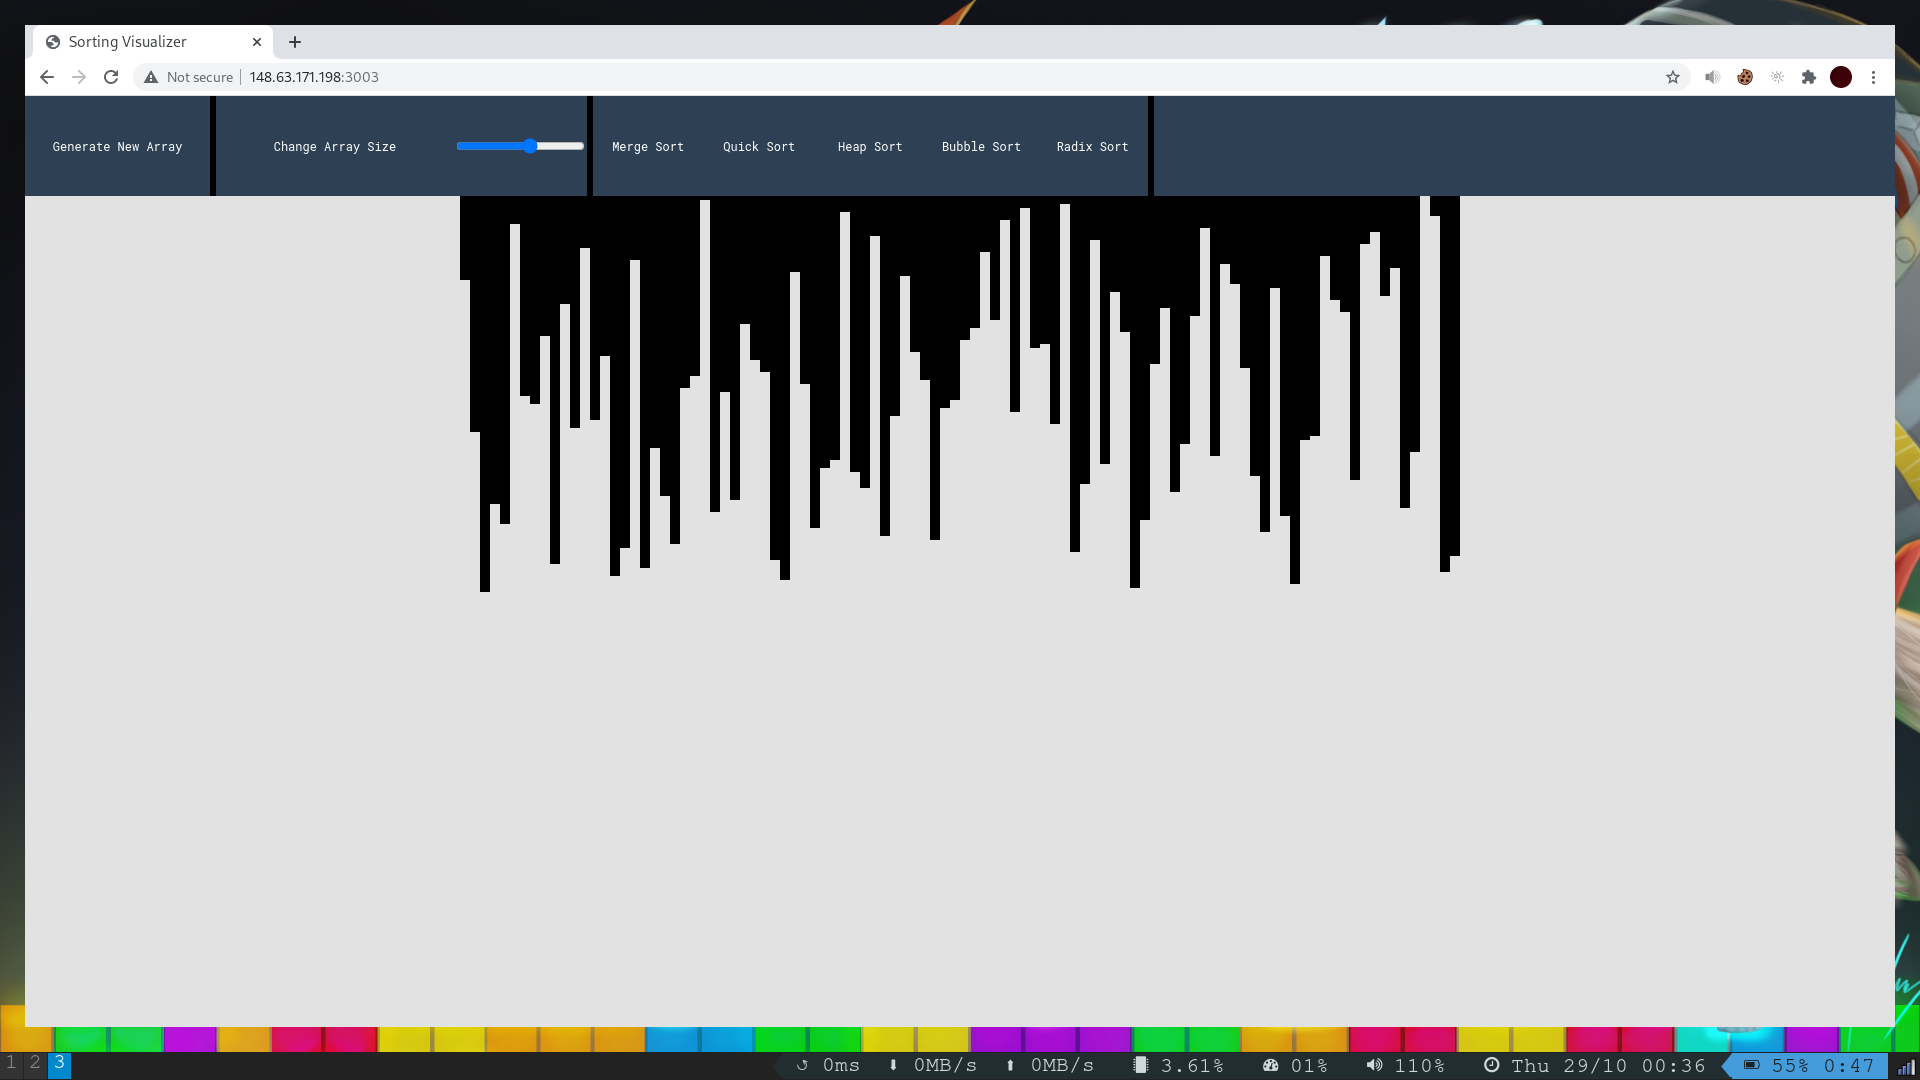 Sorting Visualizer
Not secure 148.63.171.198:3003
Generate New Array Change Array Size Merge Sort Quick Sort Heap Sort Bubble Sort Radix Sort
1 2 3 0ms 0MB/s 0MB/s 3.61% 01% 110% Thu 29/10 00:36 55% 0:47